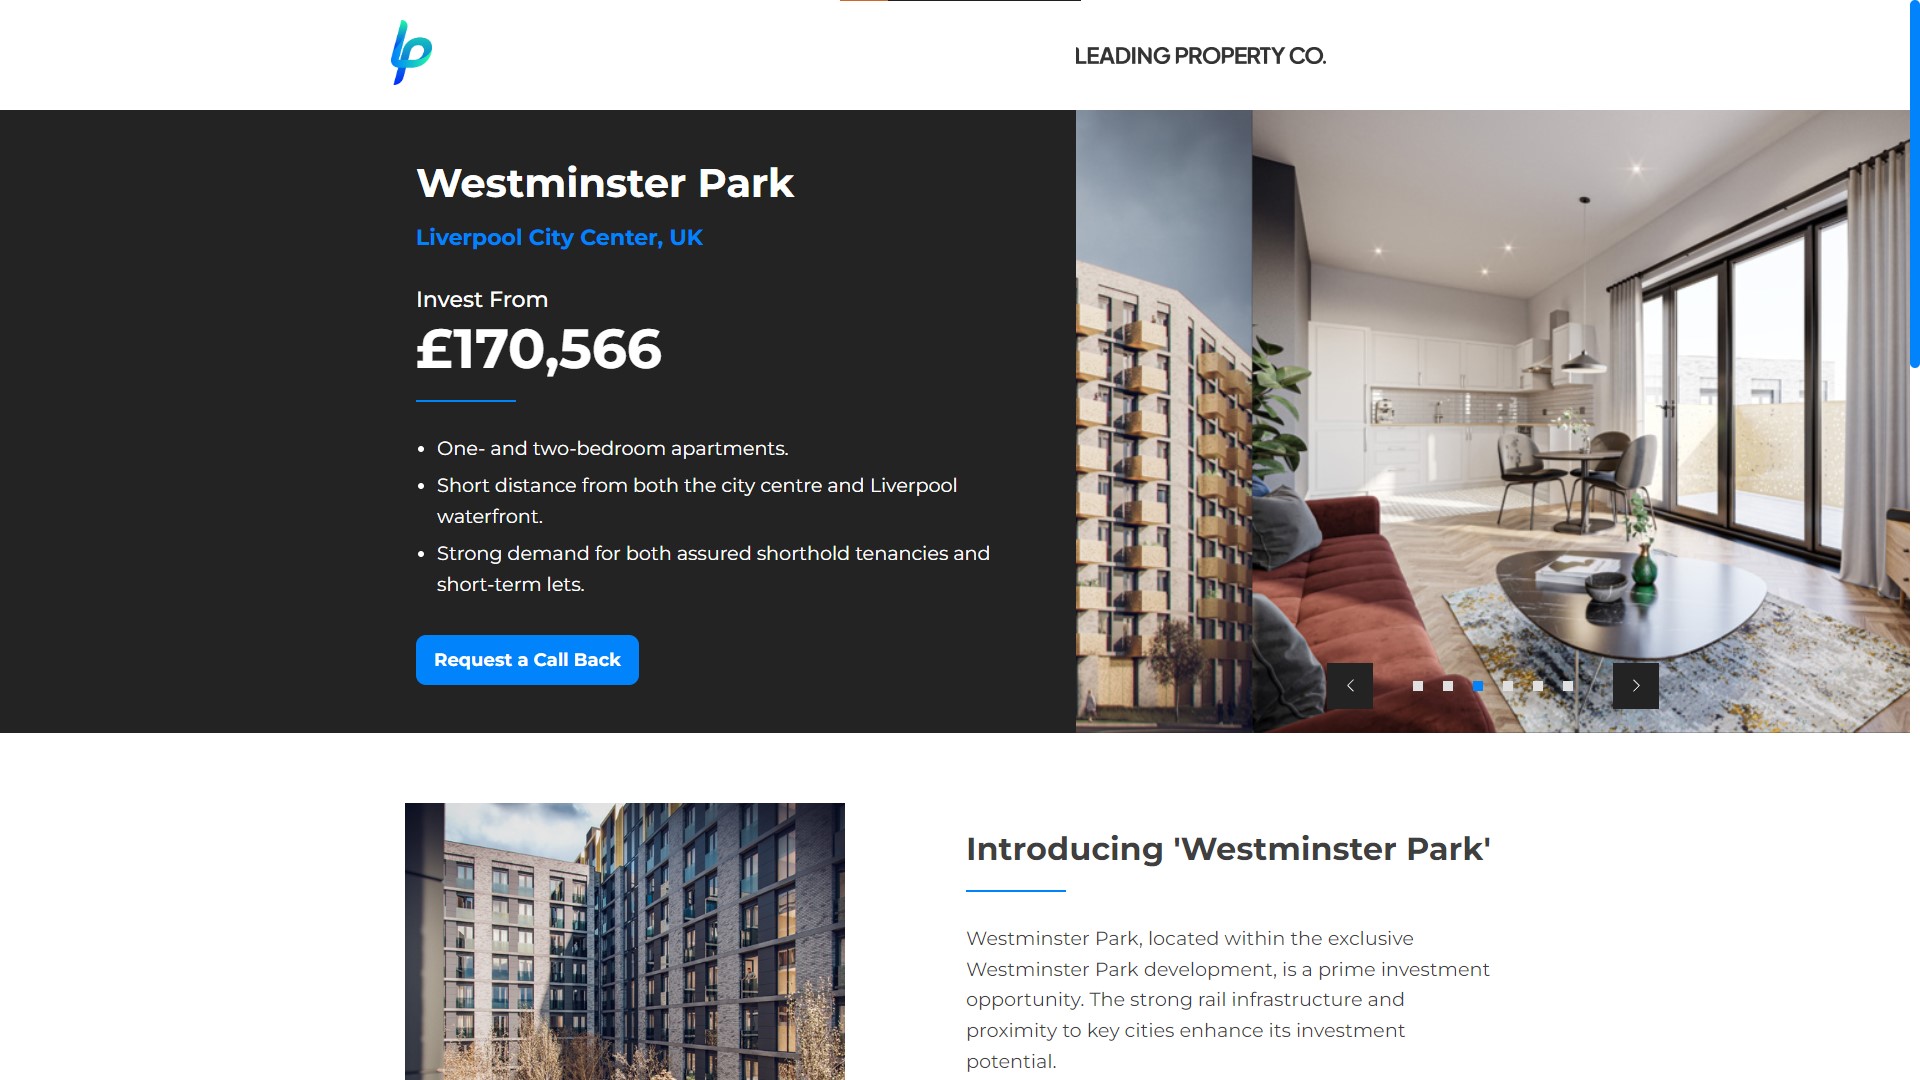 LEADING PROPERTY CO.
Westminster Park
Liverpool City Center, UK
Invest From
£170,566
One- and two-bedroom apartments.
Short distance from both the city centre and Liverpool
waterfront.
Strong demand for both assured shorthold tenancies and
short-term lets.
Request a Call Back
Introducing 'Westminster Park'
Westminster Park, located within the exclusive
Westminster Park development, is a prime investment
opportunity. The strong rail infrastructure and
proximity to key cities enhance its investment
potential.